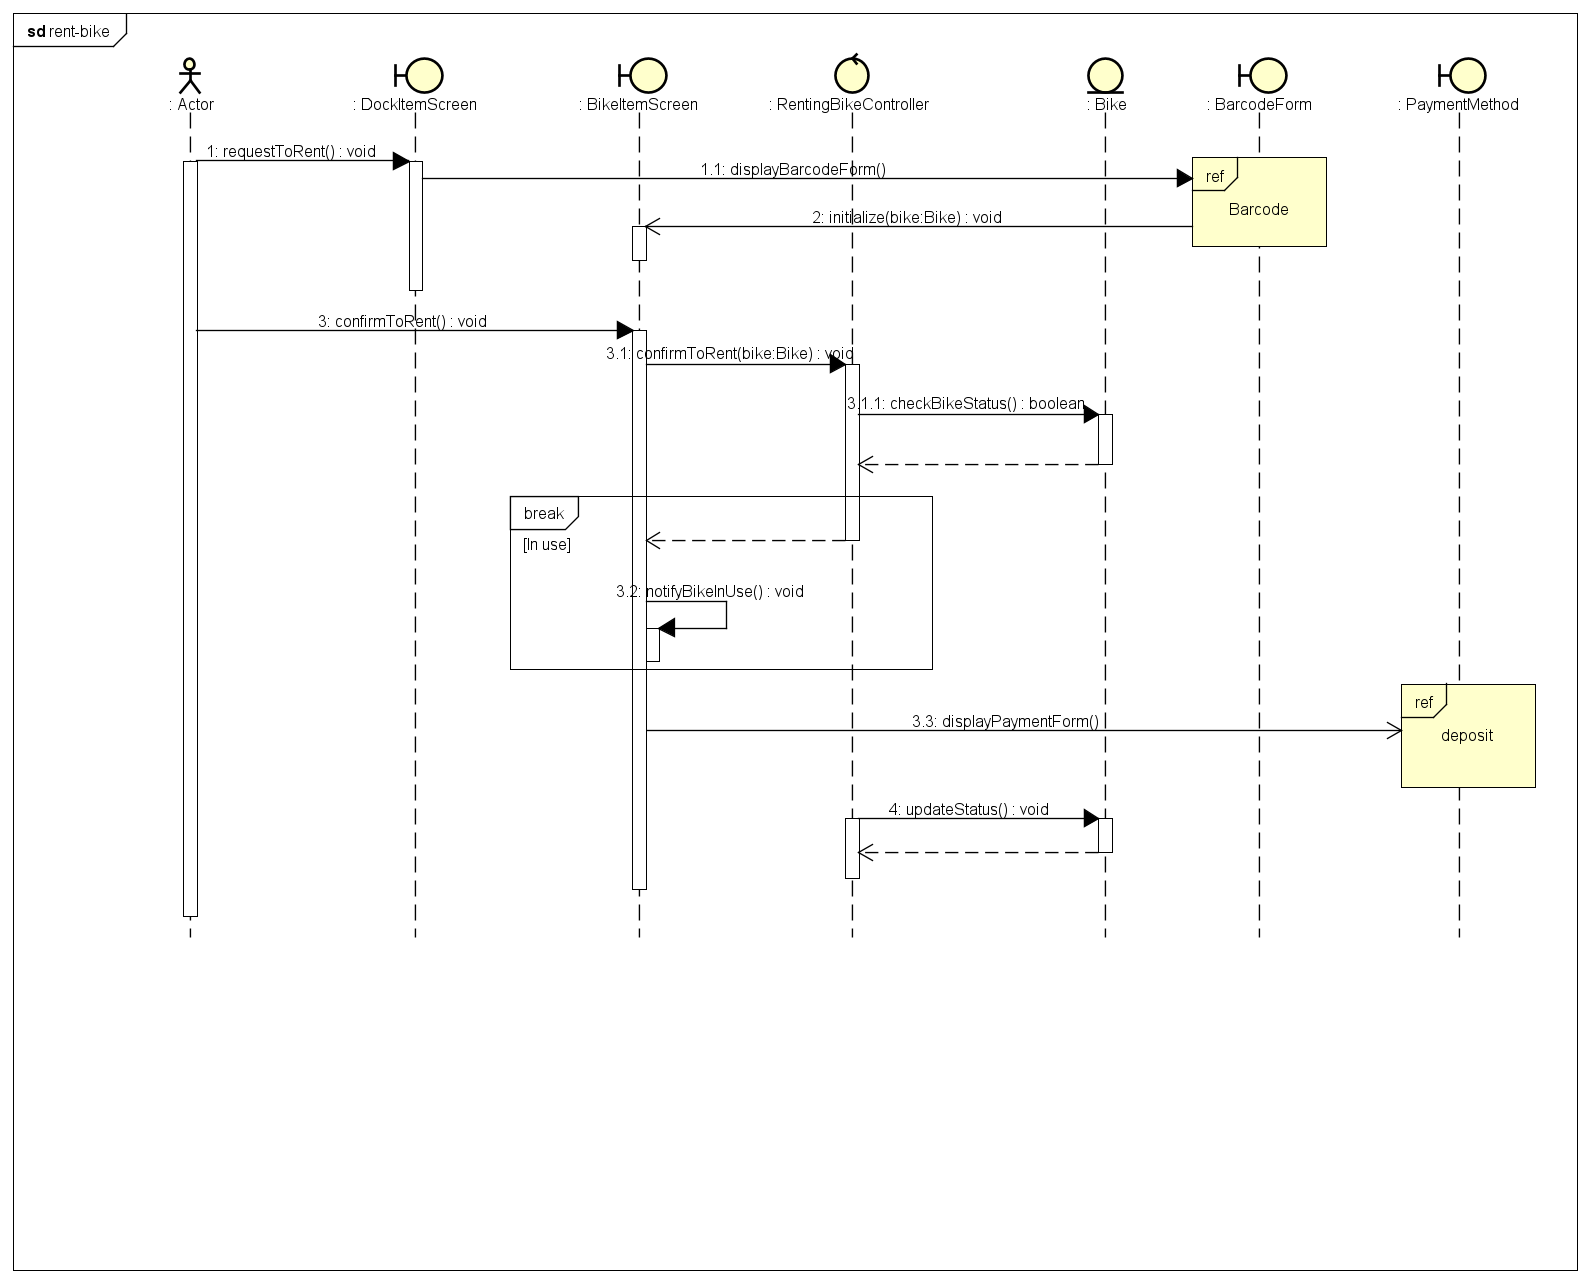 sd rent-bike
: Actor
: DockItemScreen
: BikeItemScreen
: RentingBikeController
: Bike
: BarcodeForm
: PaymentMethod
1: requestToRent() : void
1.1: displayBarcodeForm()
ref
Barcode
2: initialize(bike:Bike) : void
3: confirmToRent() : void
3.1: confirmToRent(bike:Bike) : void
3.1.1: checkBikeStatus() : boolean
break
[In use]
3.2: notifyBikeInUse() : void
ref
3.3: displayPaymentForm()
deposit
4: updateStatus() : void